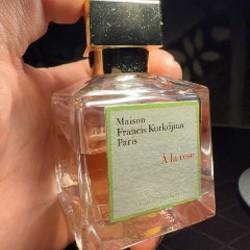 Maison
Francis Kurkdjian
Paris
À la rose